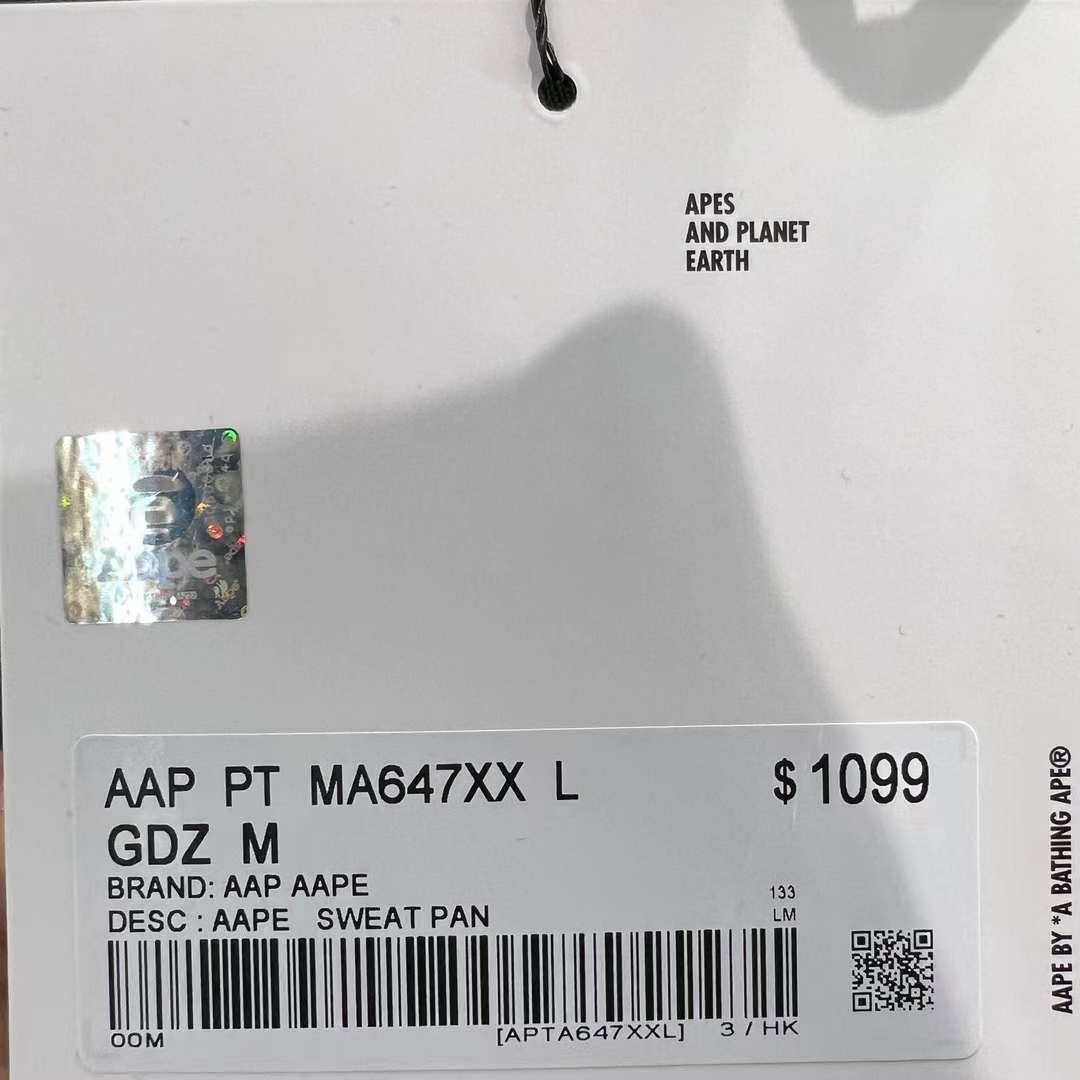 APES
AND PLANET
EARTH
aape
AAP PT MA647XX L
$ 1099
GDZ M
BRAND: AAP AAPE
133
DESC : AAPE SWEAT PAN
LM
00M
[APTA647XXL] 3 / HK
AAPE BY *A BATHING APE®